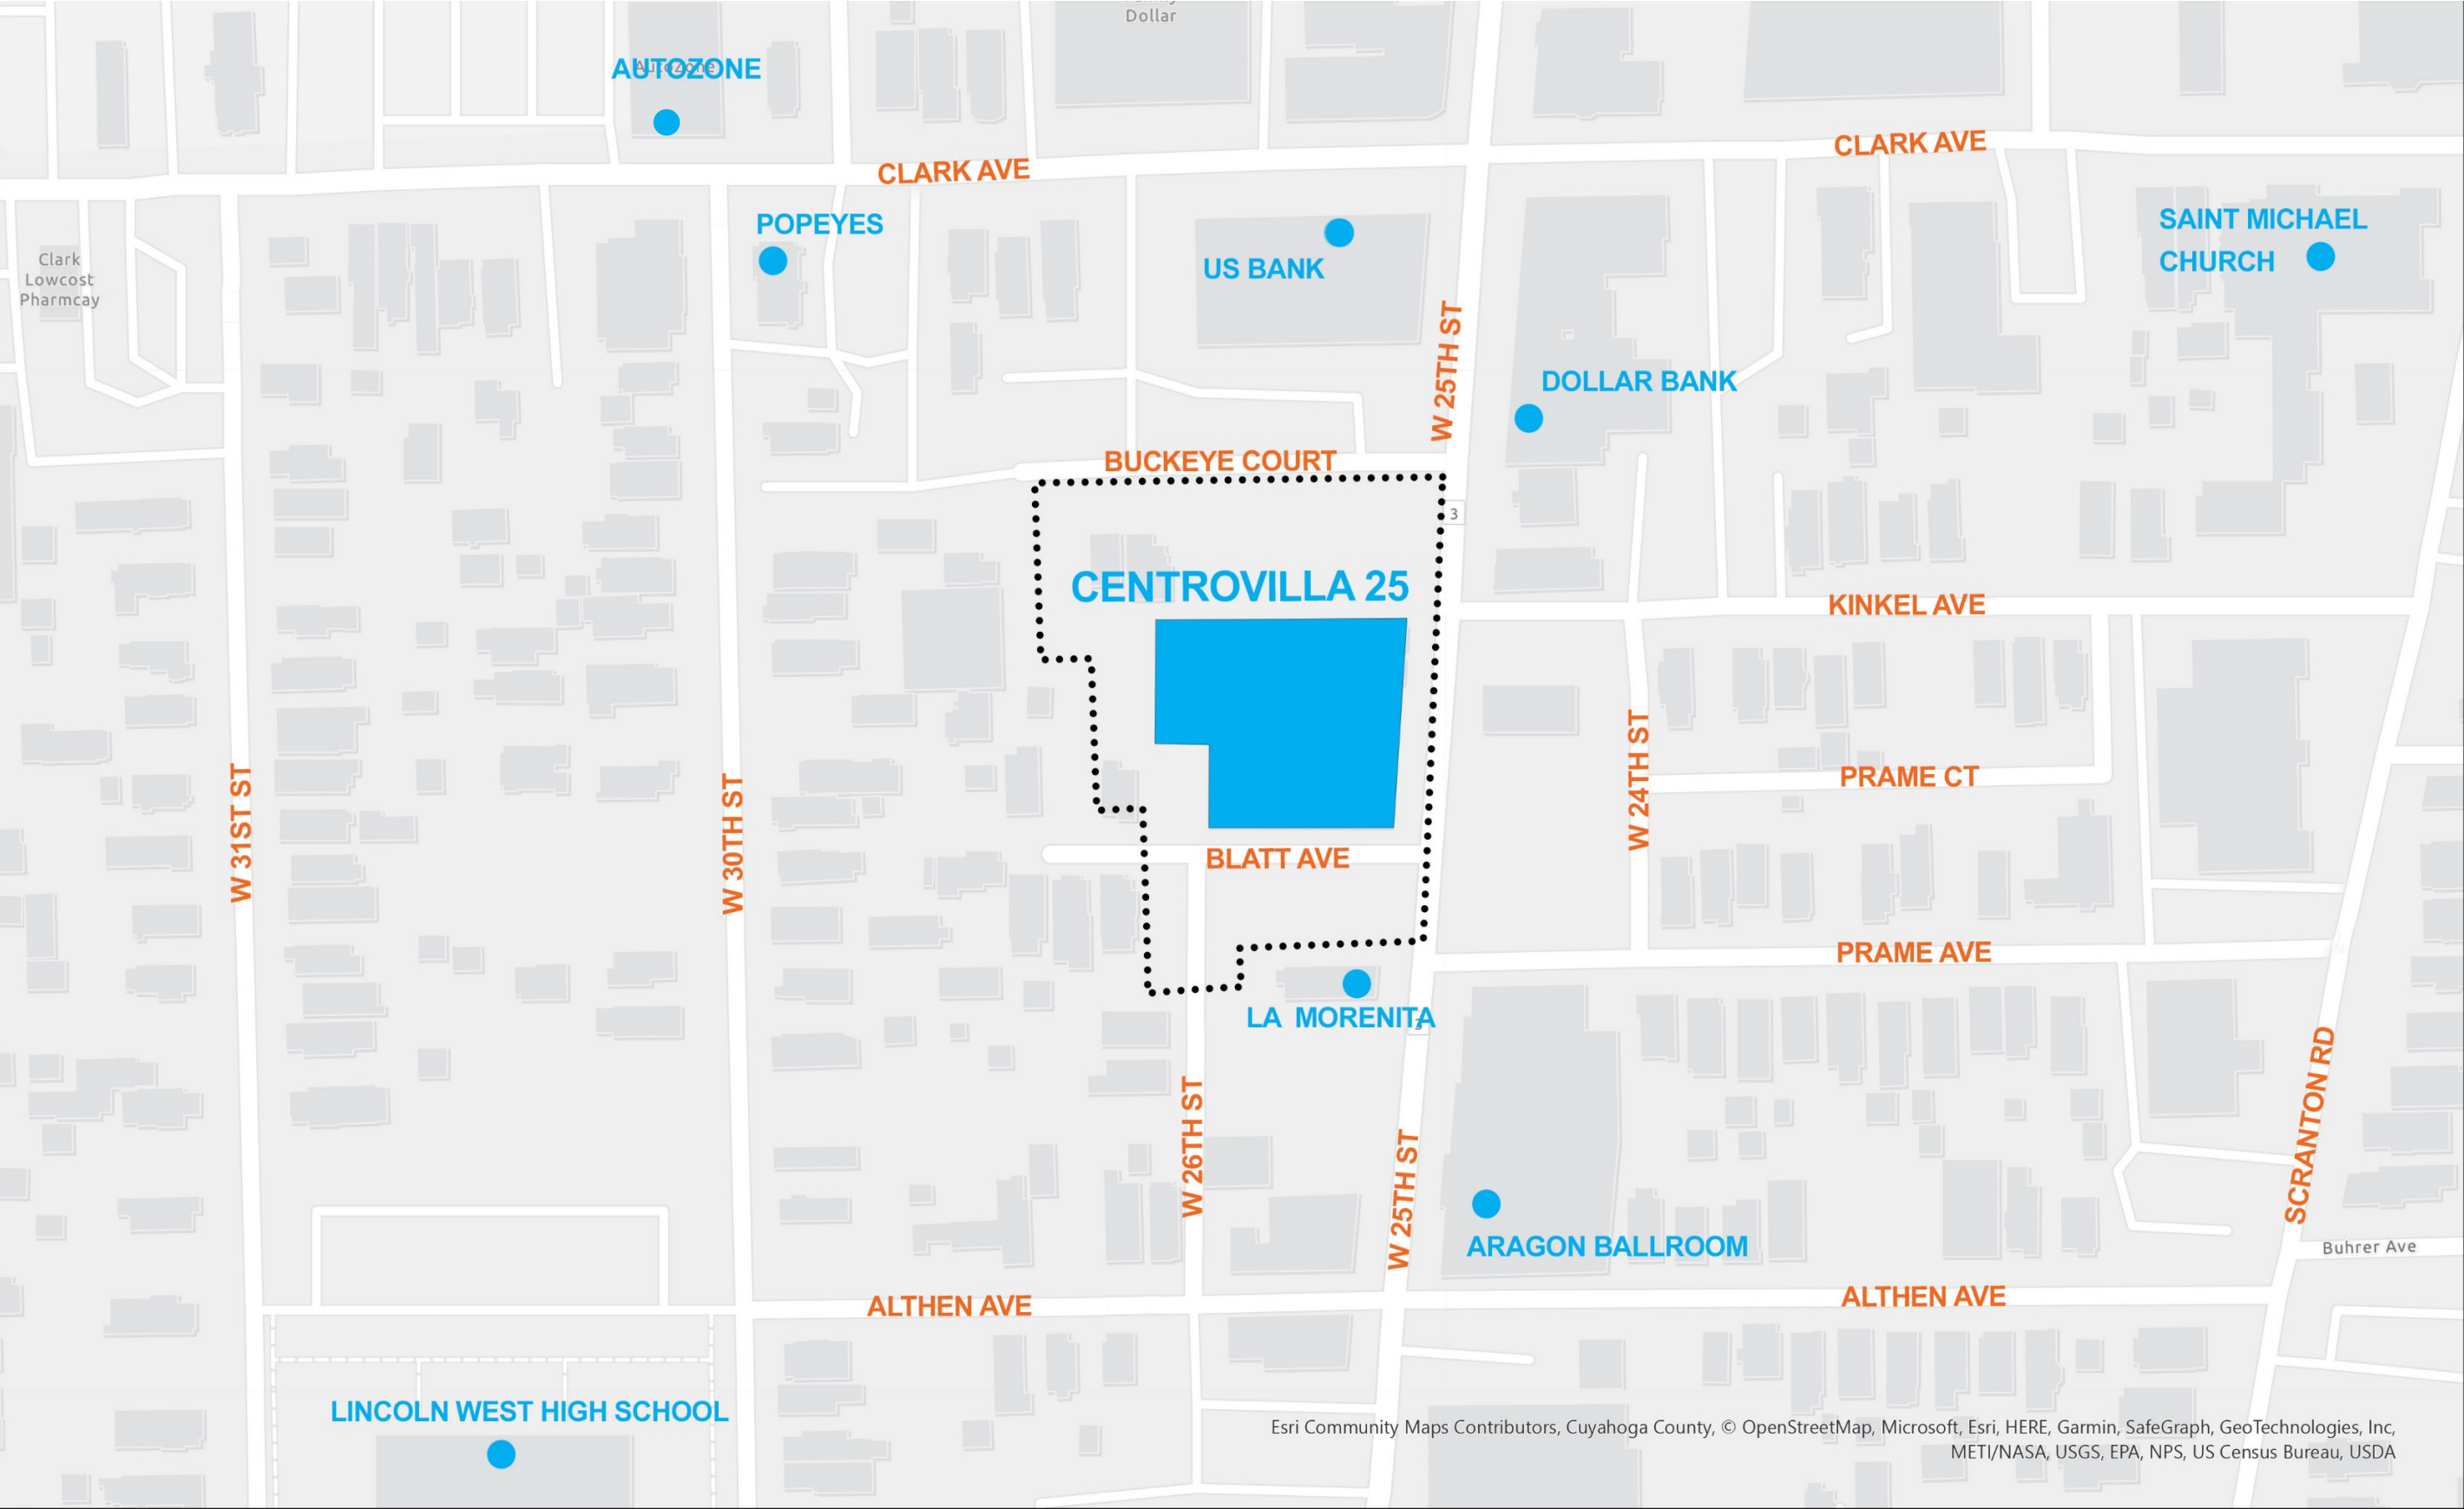 Dollar
AUTOZONE
AutoZone
CLARK AVE
CLARK AVE
POPEYES
SAINT MICHAEL
CHURCH
US BANK
Clark
Lowcost
Pharmcay
W 25TH ST
DOLLAR BANK
BUCKEYE COURT
3
CENTROVILLA 25
KINKEL AVE
W 24TH ST
PRAME CT
W 31ST ST
W 30TH ST
BLATT AVE
PRAME AVE
LA MORENITA
3
SCRANTON RD
W 26TH ST
W 25TH ST
ARAGON BALLROOM
Buhrer Ave
ALTHEN AVE
ALTHEN AVE
LINCOLN WEST HIGH SCHOOL
Esri Community Maps Contributors, Cuyahoga County, © OpenStreetMap, Microsoft, Esri, HERE, Garmin, SafeGraph, GeoTechnologies, Inc,
METI/NASA, USGS, EPA, NPS, US Census Bureau, USDA